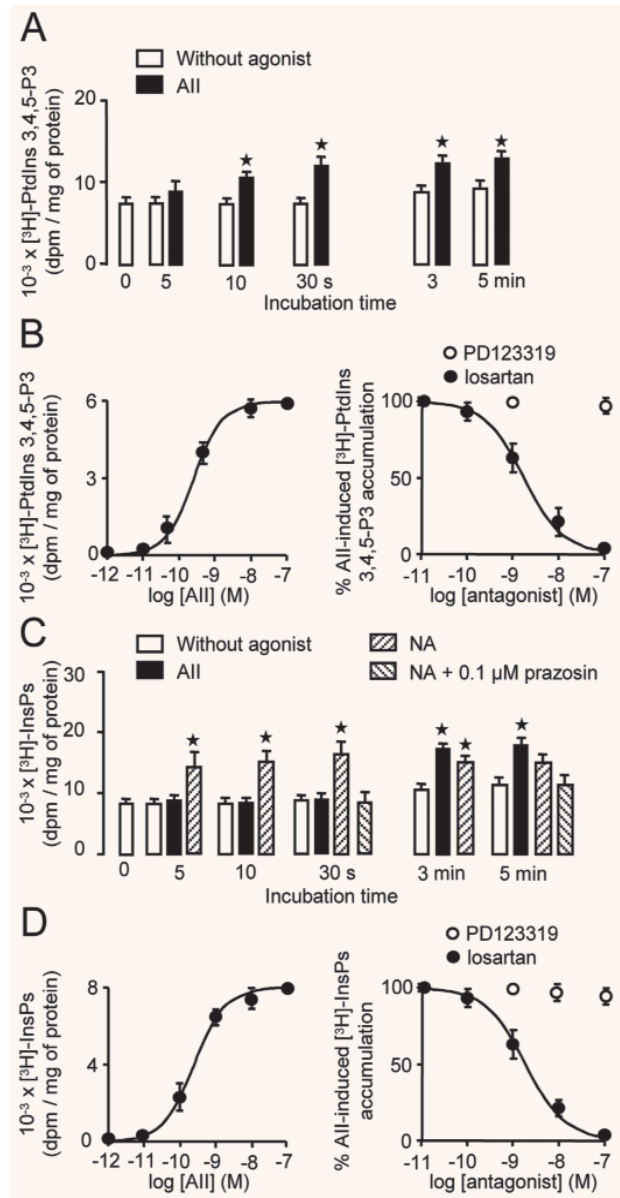 A
Without agonist
AII
10⁻³ x [³H]-PtdIns 3,4,5-P3
(dpm / mg of protein)
20
10
0
0 5 10 30 s 3 5 min
Incubation time
B
PD123319
losartan
10⁻³ x [³H]-PtdIns 3,4,5-P3
(dpm / mg of protein)
6
3
0
-12 -11 -10 -9 -8 -7
log [AII] (M)
% AII-induced [³H]-PtdIns
3,4,5-P3 accumulation
100
50
0
-11 -10 -9 -8 -7
log [antagonist] (M)
C
Without agonist
AII
NA
NA + 0.1 µM prazosin
10⁻³ x [³H]-InsPs
(dpm / mg of protein)
30
20
10
0
0 5 10 30 s 3 min 5 min
Incubation time
D
PD123319
losartan
10⁻³ x [³H]-InsPs
(dpm / mg of protein)
8
4
0
-12 -11 -10 -9 -8 -7
log [AII] (M)
% AII-induced [³H]-InsPs
accumulation
100
50
0
-11 -10 -9 -8 -7
log [antagonist] (M)